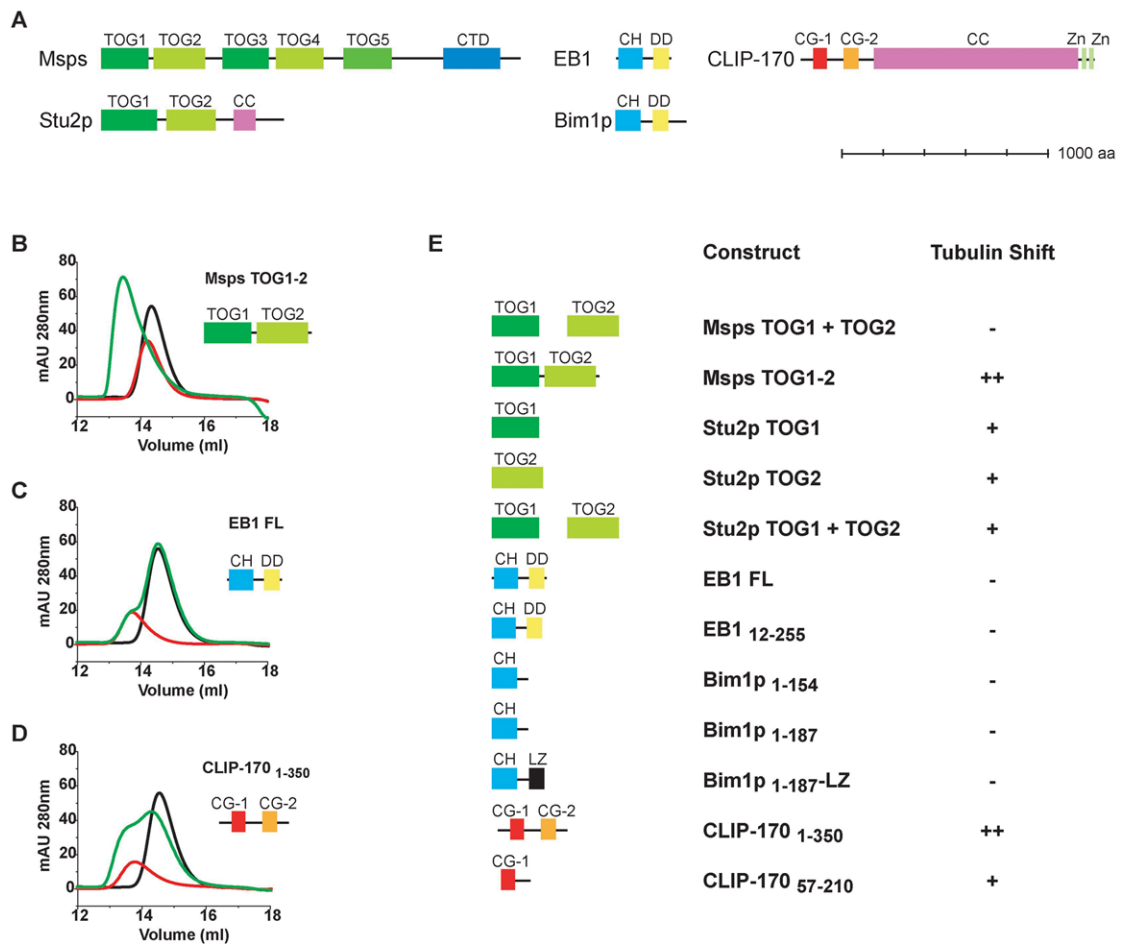 A
TOG1 TOG2 TOG3 TOG4 TOG5 CTD
Msps
CH DD
EB1
CG-1 CG-2 CC Zn Zn
CLIP-170
TOG1 TOG2 CC
Stu2p
CH DD
Bim1p
1000 aa
B
mAU 280nm
80
60
40
20
0
12 14 16 18
Volume (ml)
Msps TOG1-2
TOG1 TOG2
C
mAU 280nm
80
60
40
20
0
12 14 16 18
Volume (ml)
EB1 FL
CH DD
D
mAU 280nm
80
60
40
20
0
12 14 16 18
Volume (ml)
CLIP-170 1-350
CG-1 CG-2
E
Construct Tubulin Shift
TOG1 TOG2
Msps TOG1 + TOG2 -
TOG1 TOG2
Msps TOG1-2 ++
TOG1
Stu2p TOG1 +
TOG2
Stu2p TOG2 +
TOG1 TOG2
Stu2p TOG1 + TOG2 +
CH DD
EB1 FL -
CH DD
EB1 12-255 -
CH
Bim1p 1-154 -
CH
Bim1p 1-187 -
CH LZ
Bim1p 1-187-LZ -
CG-1 CG-2
CLIP-170 1-350 ++
CG-1
CLIP-170 57-210 +